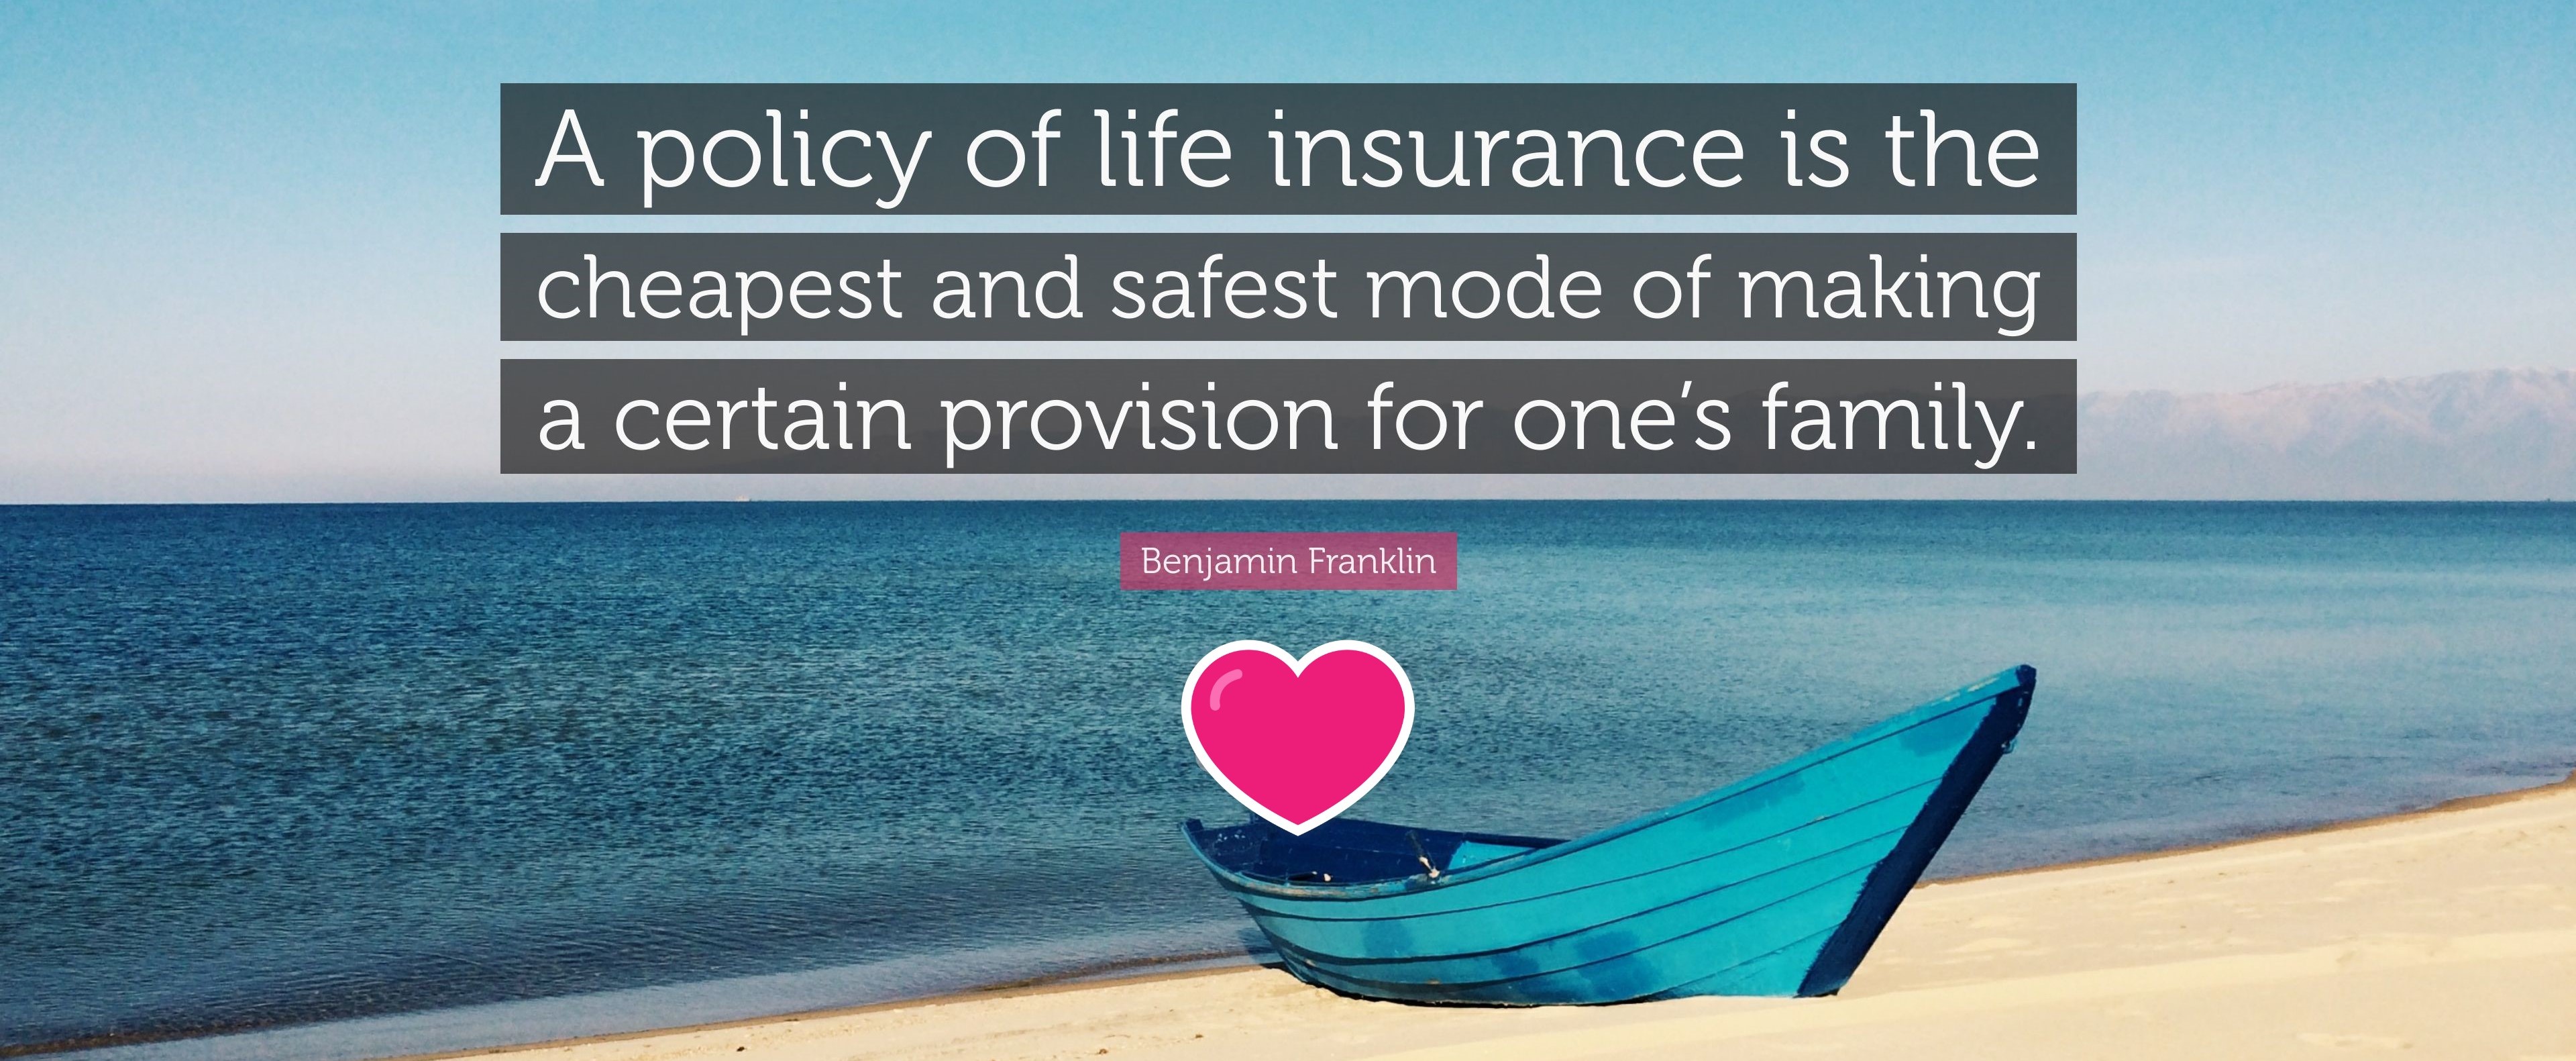 A policy of life insurance is the
cheapest and safest mode of making
a certain provision for one’s family.
Benjamin Franklin